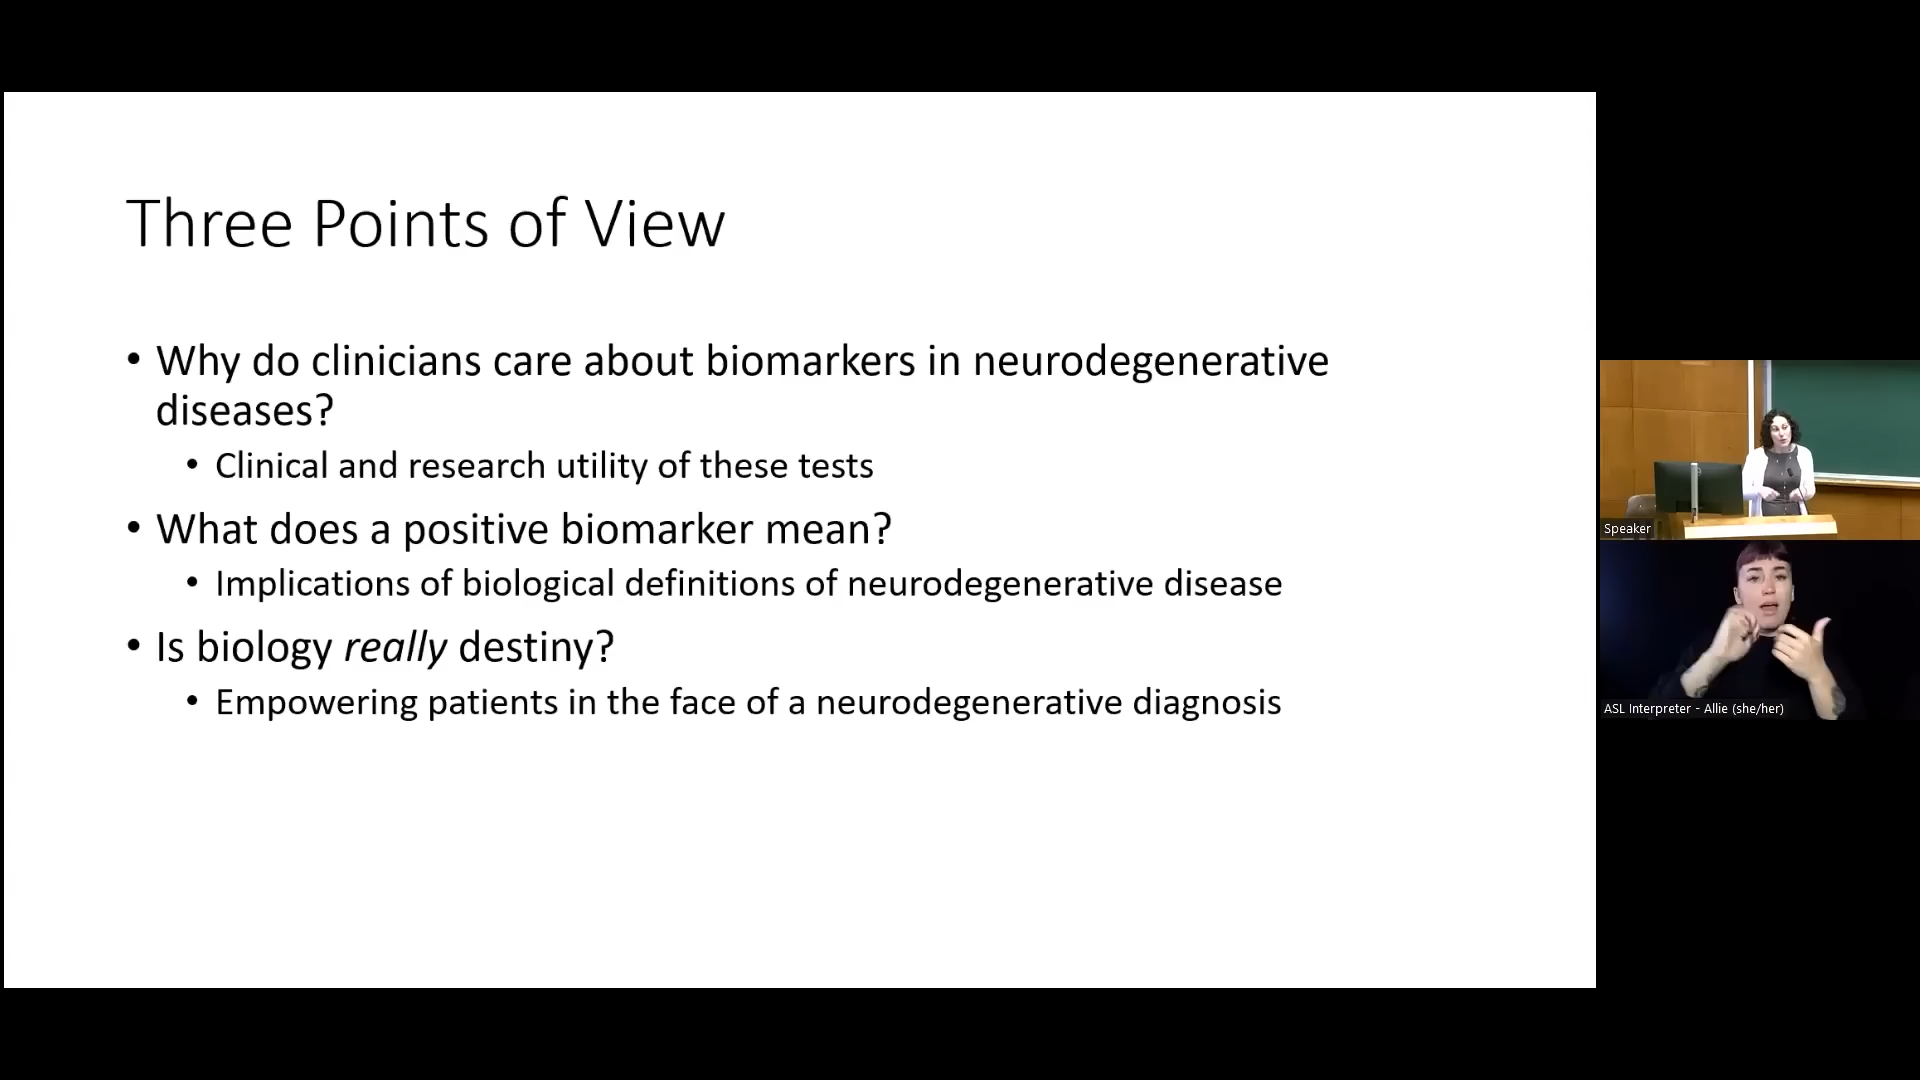 Three Points of View
• Why do clinicians care about biomarkers in neurodegenerative
diseases?
• Clinical and research utility of these tests
• What does a positive biomarker mean?
• Implications of biological definitions of neurodegenerative disease
• Is biology really destiny?
• Empowering patients in the face of a neurodegenerative diagnosis
Speaker
ASL Interpreter - Allie (she/her)